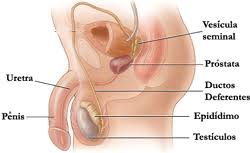 Vesícula
seminal
Próstata
Uretra
Ductos
Deferentes
Pênis
Epidídimo
Testículos